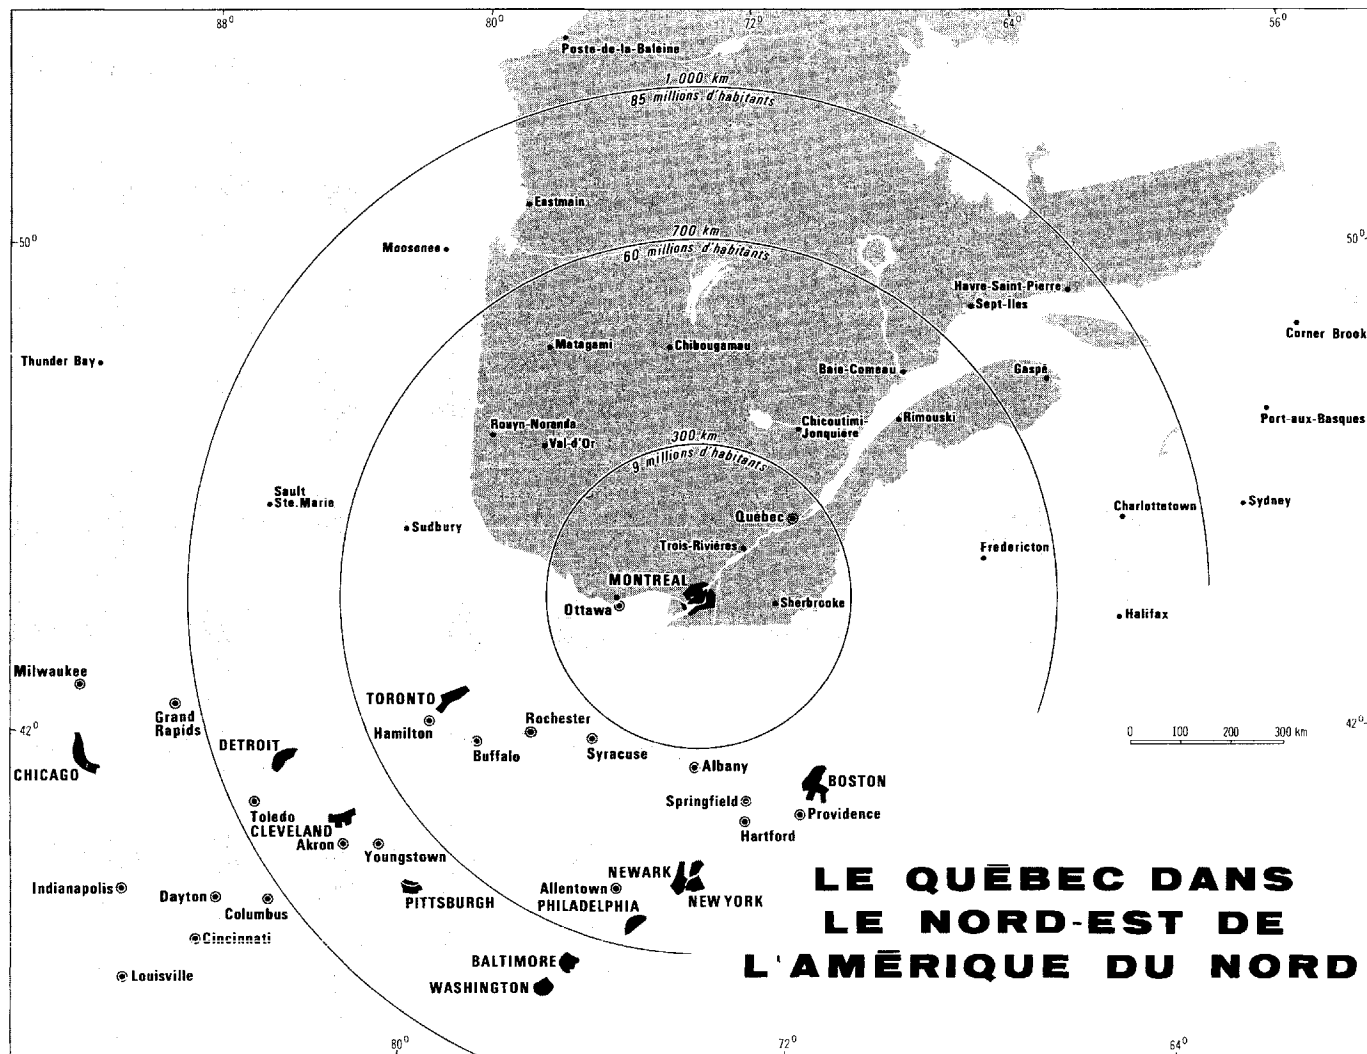 88°
80°
72°
64°
56°
Poste-de-la-Baleine
1 000 km
85 millions d'habitants
Eastmain
700 km
60 millions d'habitants
50°
Moosonee
50°
Havre-Saint-Pierre
Sept-Iles
Corner Brook
Matagami
Chibougamau
Thunder Bay
Baie-Comeau
Gaspé
Port-aux-Basques
Rouyn-Noranda
Val-d'Or
Chicoutimi-
Jonquière
Rimouski
300 km
9 millions d'habitants
Sault
Ste.Marie
Sudbury
Québec
Charlottetown
Sydney
Trois-Rivières
Fredericton
MONTRÉAL
Ottawa
Sherbrooke
Halifax
Milwaukee
Grand
Rapids
TORONTO
Hamilton
Rochester
Buffalo
Syracuse
42°
42°
0 100 200 300 km
DETROIT
CHICAGO
Albany
BOSTON
Springfield
Providence
Hartford
Toledo
CLEVELAND
Akron
Youngstown
NEWARK
NEW YORK
Allentown
PHILADELPHIA
Indianapolis
Dayton
Columbus
PITTSBURGH
Cincinnati
BALTIMORE
WASHINGTON
Louisville
LE QUÉBEC DANS
LE NORD-EST DE
L'AMÉRIQUE DU NORD
80°
72°
64°